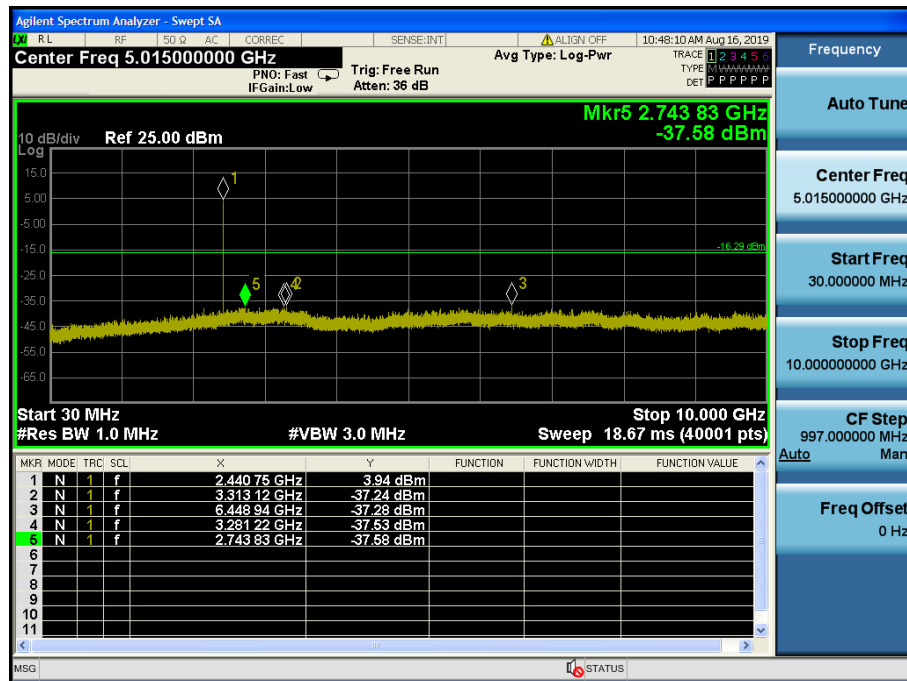 Agilent Spectrum Analyzer - Swept SA
LXI RL RF 50 Ω AC CORREC SENSE:INT ALIGN OFF 10:48:10 AM Aug 16, 2019
Center Freq 5.015000000 GHz
PNO: Fast
IFGain:Low
Trig: Free Run
Atten: 36 dB
Avg Type: Log-Pwr
TRACE 1 2 3 4 5 6
TYPE M W W W W W
DET P P P P P P
Mkr5 2.743 83 GHz
-37.58 dBm
10 dB/div Ref 25.00 dBm
Log
15.0
5.00
-5.00
-15.0
-25.0
-35.0
-45.0
-55.0
-65.0
1
-16.29 dBm
5
4
2
3
Start 30 MHz
Stop 10.000 GHz
#Res BW 1.0 MHz
#VBW 3.0 MHz
Sweep 18.67 ms (40001 pts)
MKR MODE TRC SCL X Y FUNCTION FUNCTION WIDTH FUNCTION VALUE
1 N 1 f 2.440 75 GHz 3.94 dBm
2 N 1 f 3.313 12 GHz -37.24 dBm
3 N 1 f 6.448 94 GHz -37.28 dBm
4 N 1 f 3.281 22 GHz -37.53 dBm
5 N 1 f 2.743 83 GHz -37.58 dBm
6
7
8
9
10
11
MSG
STATUS
Frequency
Auto Tune
Center Freq
5.015000000 GHz
Start Freq
30.000000 MHz
Stop Freq
10.000000000 GHz
CF Step
997.000000 MHz
Auto Man
Freq Offset
0 Hz